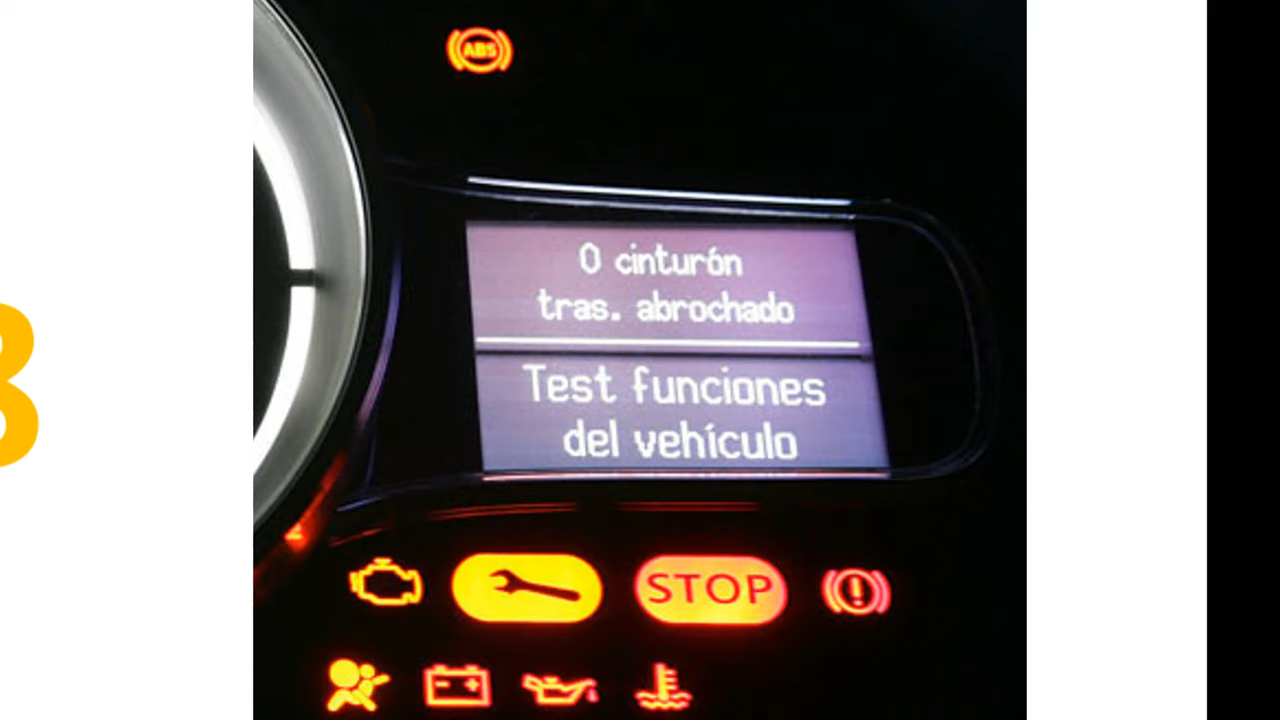 ABS
0 cinturón
tras. abrochado
Test funciones
del vehículo
STOP